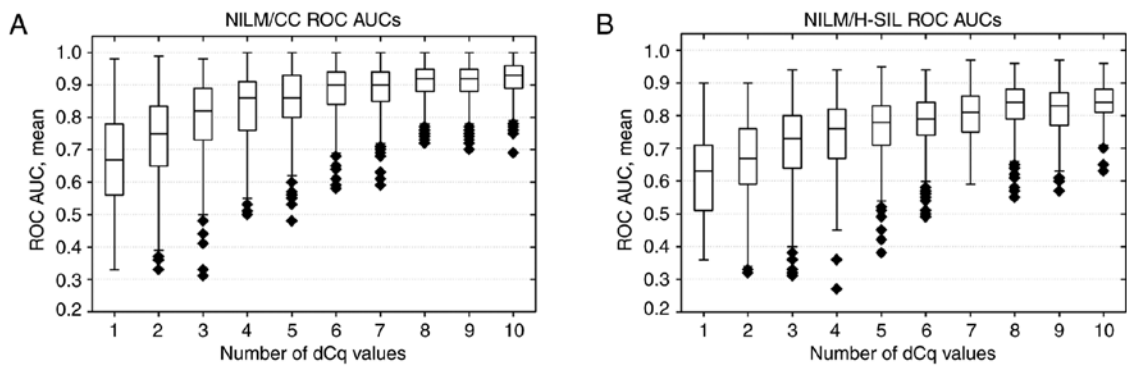 A
NILM/CC ROC AUCs
ROC AUC, mean
1.0
0.9
0.8
0.7
0.6
0.5
0.4
0.3
0.2
1 2 3 4 5 6 7 8 9 10
Number of dCq values
B
NILM/H-SIL ROC AUCs
ROC AUC, mean
1.0
0.9
0.8
0.7
0.6
0.5
0.4
0.3
0.2
1 2 3 4 5 6 7 8 9 10
Number of dCq values